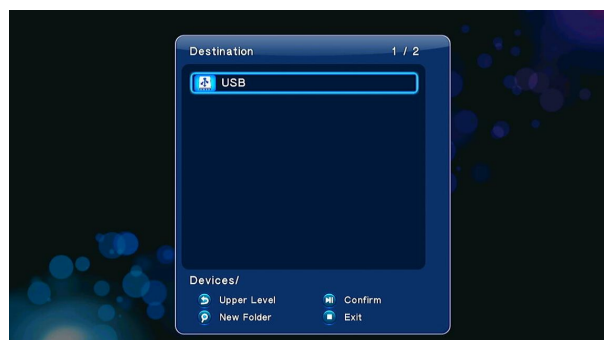 Destination 1 / 2
USB
Devices/
Upper Level Confirm
New Folder Exit